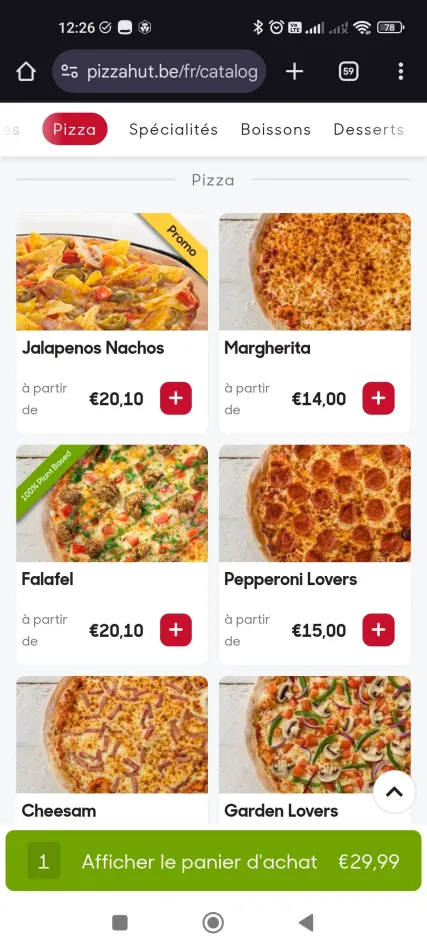 12:26
Vo
LTE
78
pizzahut.be/fr/catalog
59
es
Pizza
Spécialités
Boissons
Desserts
Pizza
Promo
Jalapenos Nachos
à partir
de
€20,10
+
Margherita
à partir
de
€14,00
+
100% Plant Based
Falafel
à partir
de
€20,10
+
Pepperoni Lovers
à partir
de
€15,00
+
Cheesam
Garden Lovers
1 Afficher le panier d'achat €29,99